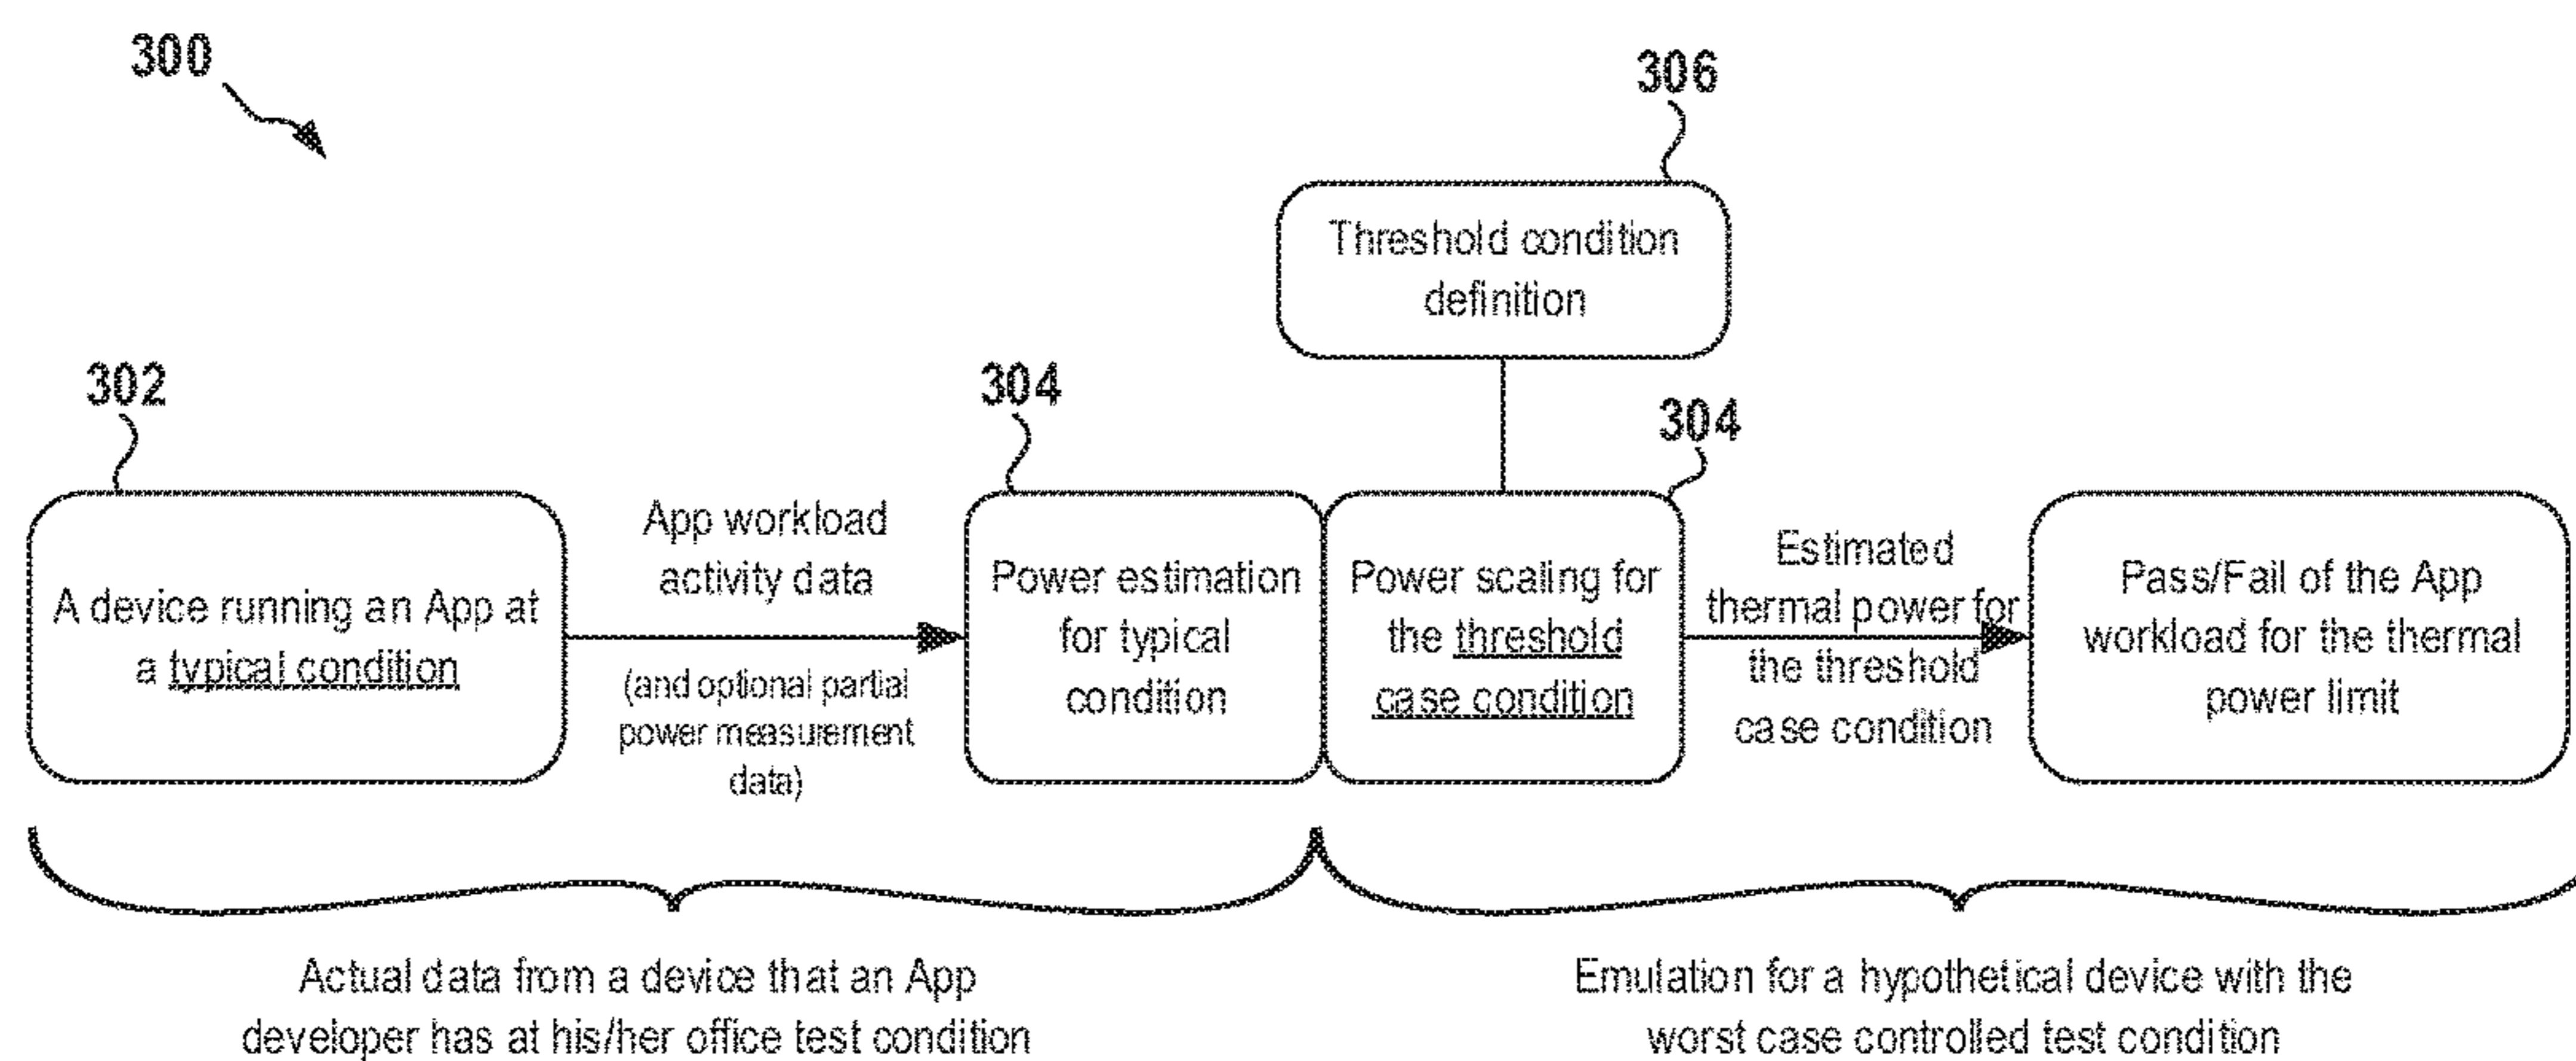 300
306
Threshold condition
definition
302
304
304
A device running an App at
a typical condition
App workload
activity data
(and optional partial
power measurement
data)
Power estimation
for typical
condition
Power scaling for
the threshold
case condition
Estimated
thermal power for
the threshold
case condition
Pass/Fail of the App
workload for the thermal
power limit
Actual data from a device that an App
developer has at his/her office test condition
Emulation for a hypothetical device with the
worst case controlled test condition